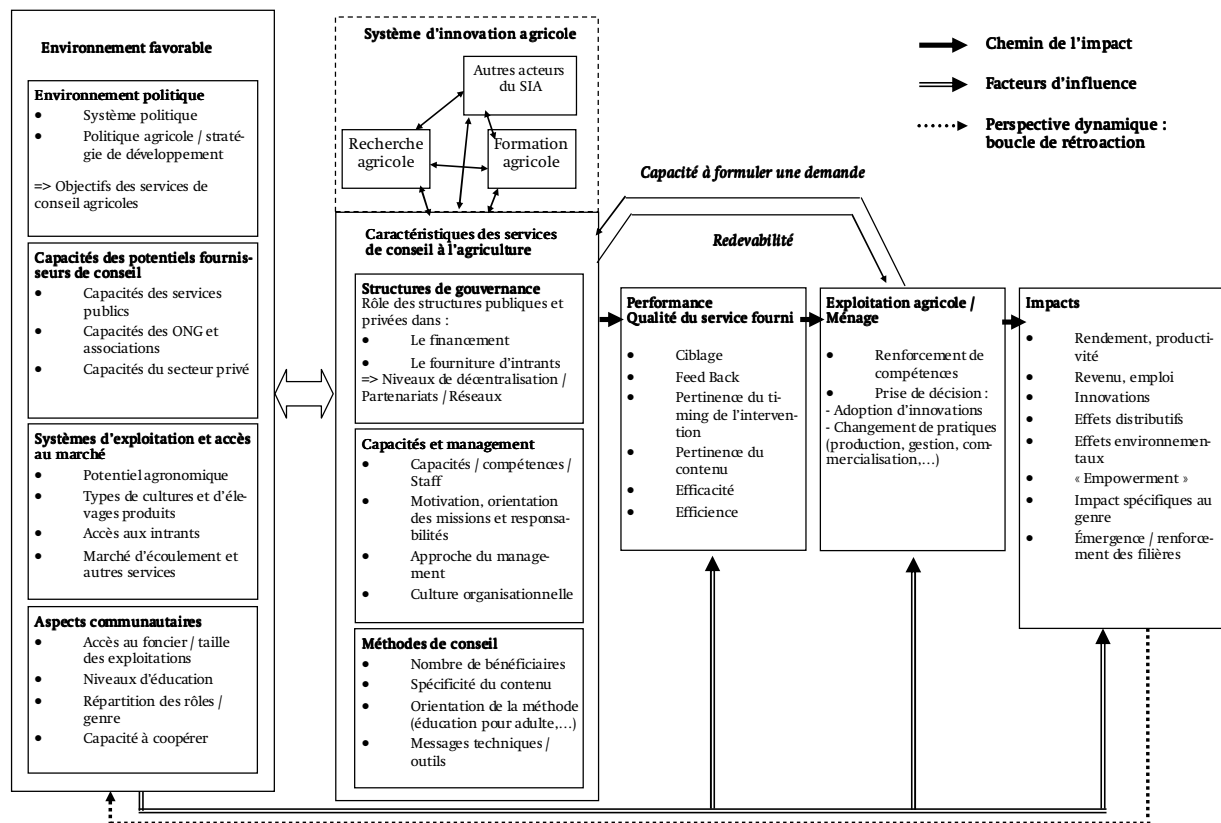 Environnement favorable
Environnement politique
• Système politique
• Politique agricole / straté-
gie de développement
=> Objectifs des services de
conseil agricoles
Capacités des potentiels fournis-
seurs de conseil
• Capacités des services
publics
• Capacités des ONG et
associations
• Capacités du secteur privé
Systèmes d'exploitation et accès
au marché
• Potentiel agronomique
• Types de cultures et d'éle-
vages produits
• Accès aux intrants
• Marché d'écoulement et
autres services
Aspects communautaires
• Accès au foncier / taille
des exploitations
• Niveaux d'éducation
• Répartition des rôles /
genre
• Capacité à coopérer
Système d'innovation agricole
Autres acteurs
du SIA
Recherche
agricole
Formation
agricole
Caractéristiques des services
de conseil à l'agriculture
Structures de gouvernance
Rôle des structures publiques et
privées dans :
• Le financement
• Le fourniture d'intrants
=> Niveaux de décentralisation /
Partenariats / Réseaux
Capacités et management
• Capacités / compétences /
Staff
• Motivation, orientation
des missions et responsa-
bilités
• Approche du manage-
ment
• Culture organisationnelle
Méthodes de conseil
• Nombre de bénéficiaires
• Spécificité du contenu
• Orientation de la méthode
(éducation pour adulte,...)
• Messages techniques /
outils
Chemin de l'impact
Facteurs d'influence
Perspective dynamique :
boucle de rétroaction
Capacité à formuler une demande
Redevabilité
Performance
Qualité du service fourni
• Ciblage
• Feed Back
• Pertinence du ti-
ming de l'interven-
tion
• Pertinence du
contenu
• Efficacité
• Efficience
Exploitation agricole /
Ménage
• Renforcement de
compétences
• Prise de décision :
- Adoption d'innovations
- Changement de pratiques
(production, gestion, com-
mercialisation,...)
Impacts
• Rendement, producti-
vité
• Revenu, emploi
• Innovations
• Effets distributifs
• Effets environnemen-
taux
• « Empowerment »
• Impact spécifiques au
genre
• Émergence / renforce-
ment des filières